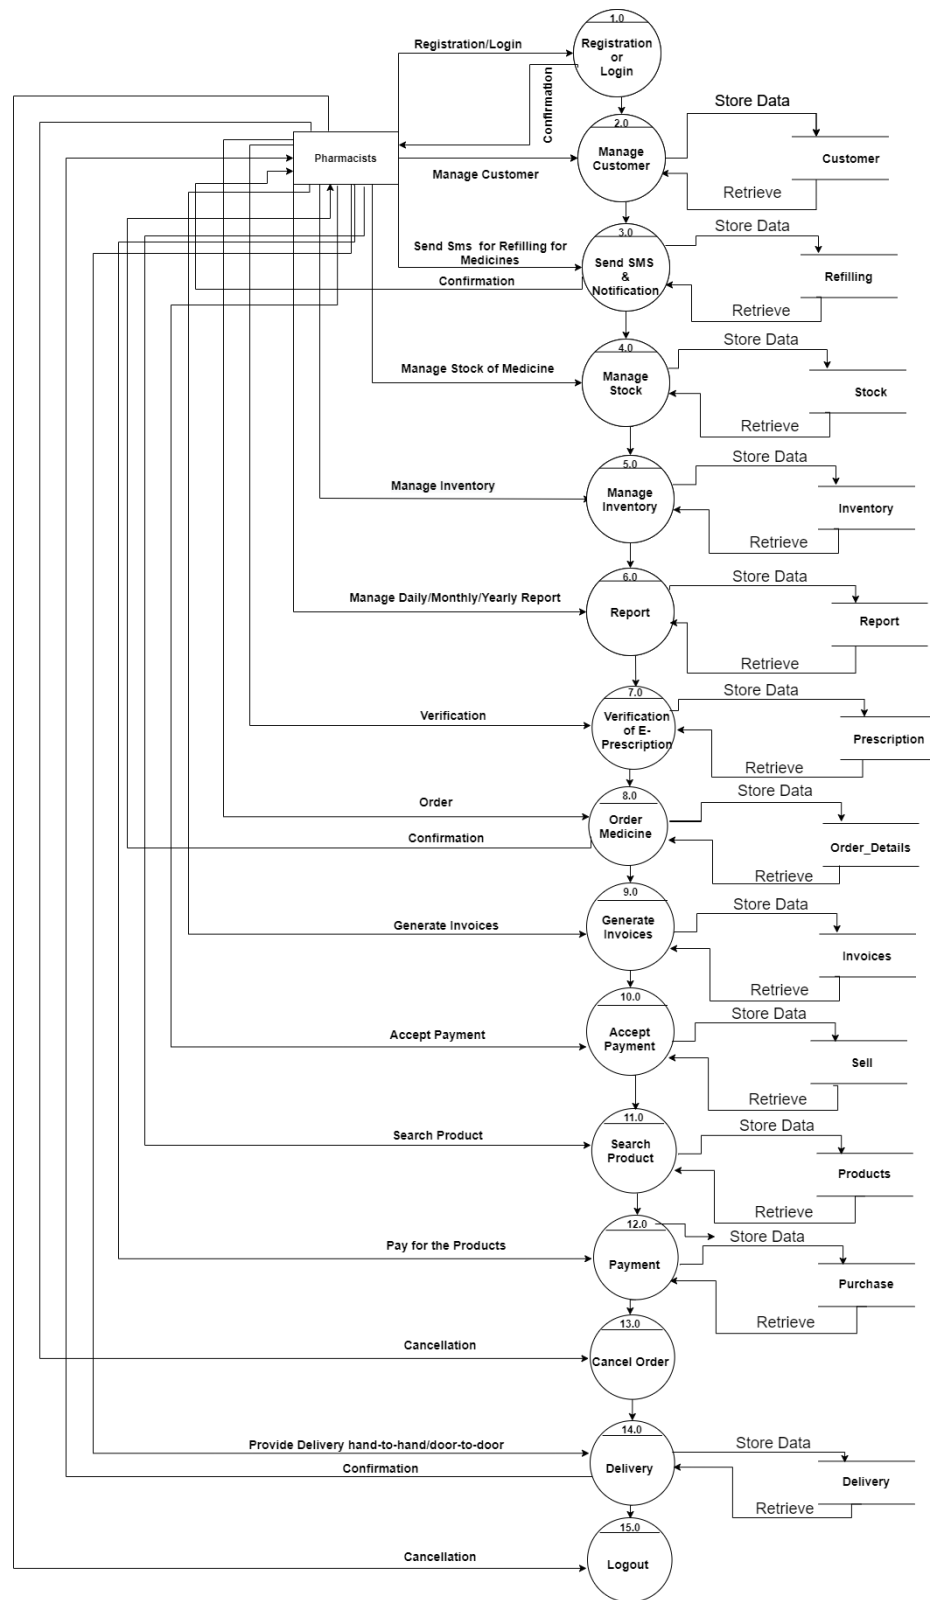 1.0
Registration/Login
Registration
or
Login
Confirmation
Store Data
2.0
Pharmacists
Manage
Customer
Customer
Manage Customer
Retrieve
Store Data
3.0
Send Sms for Refilling for
Medicines
Send SMS
&
Notification
Refilling
Confirmation
Retrieve
Store Data
4.0
Manage Stock of Medicine
Manage
Stock
Stock
Retrieve
Store Data
5.0
Manage Inventory
Manage
Inventory
Inventory
Retrieve
6.0
Store Data
Manage Daily/Monthly/Yearly Report
Report
Report
Retrieve
7.0
Store Data
Verification
Verification
of E-
Prescription
Prescription
Retrieve
Store Data
8.0
Order
Order
Medicine
Confirmation
Order_Details
Retrieve
9.0
Store Data
Generate Invoices
Generate
Invoices
Invoices
Retrieve
10.0
Store Data
Accept Payment
Accept
Payment
Sell
Retrieve
11.0
Store Data
Search Product
Search
Product
Products
Retrieve
12.0
Store Data
Pay for the Products
Payment
Purchase
Retrieve
13.0
Cancellation
Cancel Order
14.0
Store Data
Provide Delivery hand-to-hand/door-to-door
Confirmation
Delivery
Delivery
Retrieve
15.0
Cancellation
Logout